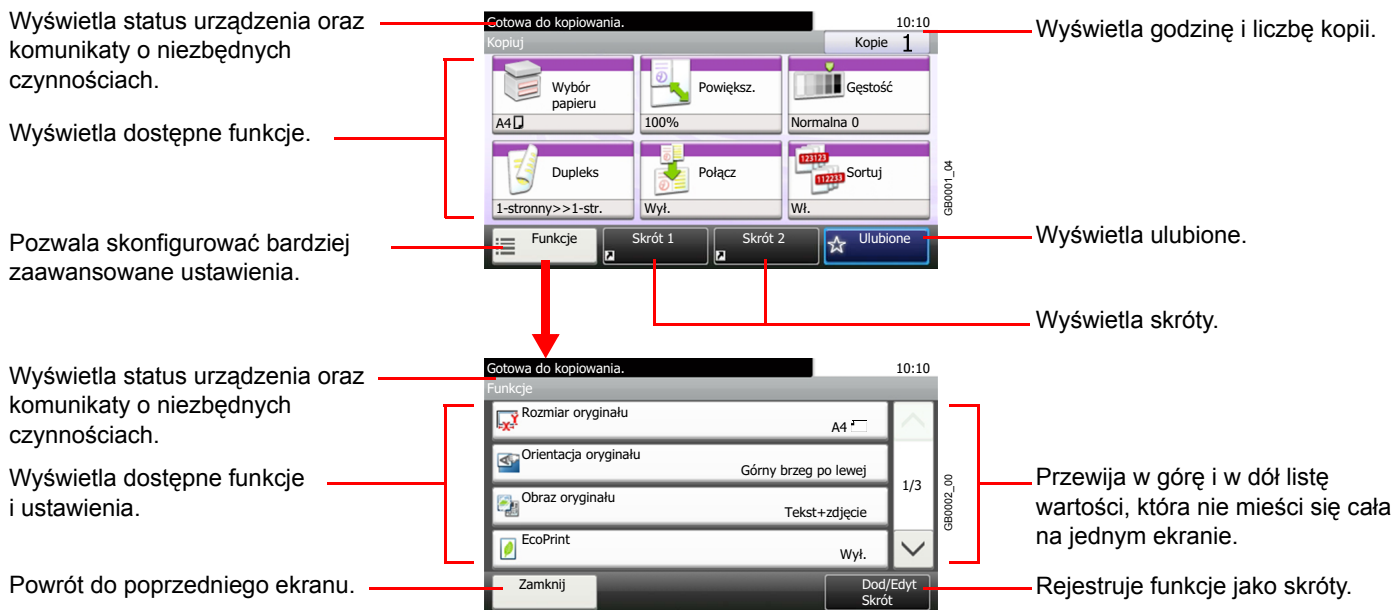 Wyświetla status urządzenia oraz
komunikaty o niezbędnych
czynnościach.
Wyświetla dostępne funkcje.
Pozwala skonfigurować bardziej
zaawansowane ustawienia.
Gotowa do kopiowania.
10:10
Kopiuj
Kopie 1
Wybór
papieru
A4
Powiększ.
100%
Gęstość
Normalna 0
Dupleks
1-stronny>>1-str.
Połącz
Wył.
123123
112233
Sortuj
Wł.
GB0001_04
Funkcje
Skrót 1
Skrót 2
Ulubione
Wyświetla godzinę i liczbę kopii.
Wyświetla ulubione.
Wyświetla skróty.
Wyświetla status urządzenia oraz
komunikaty o niezbędnych
czynnościach.
Wyświetla dostępne funkcje
i ustawienia.
Powrót do poprzedniego ekranu.
Gotowa do kopiowania.
10:10
Funkcje
X Y
Rozmiar oryginału
A4
Orientacja oryginału
Górny brzeg po lewej
Obraz oryginału
Tekst+zdjęcie
EcoPrint
Wył.
1/3
GB0002_00
Zamknij
Dod/Edyt
Skrót
Przewija w górę i w dół listę
wartości, która nie mieści się cała
na jednym ekranie.
Rejestruje funkcje jako skróty.